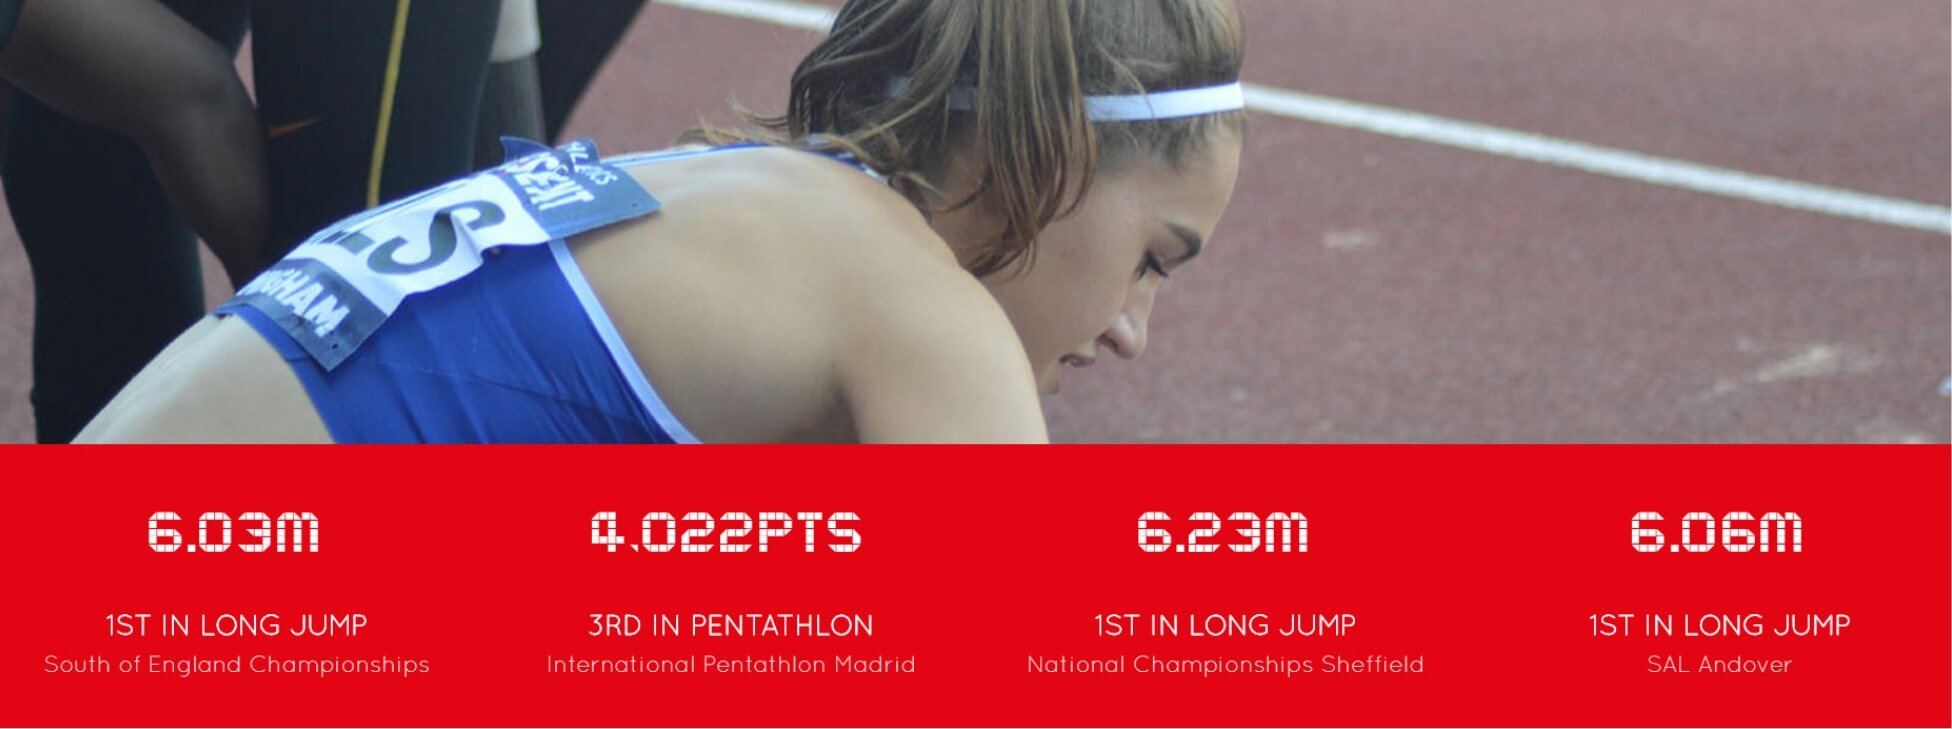 6.03M
4.022PTS
6.23M
6.06M
1ST IN LONG JUMP
3RD IN PENTATHLON
1ST IN LONG JUMP
1ST IN LONG JUMP
South of England Championships
International Pentathlon Madrid
National Championships Sheffield
SAL Andover